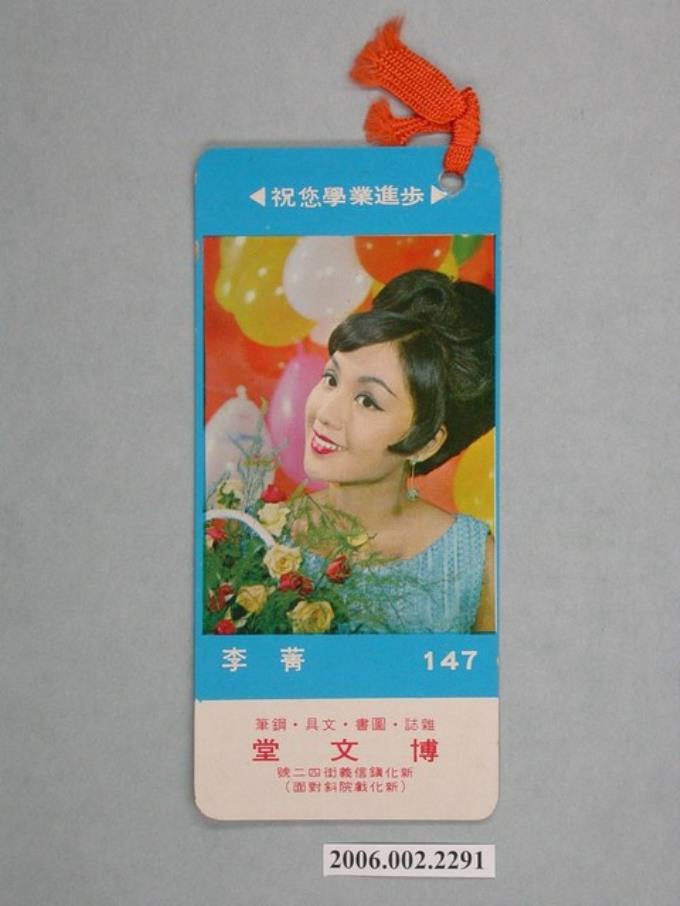 祝您學業進步
李菁 147
雜誌・圖書・文具・鋼筆
博文堂
新化鎮信義街四二號
(新化戲院斜對面)
2006.002.2291